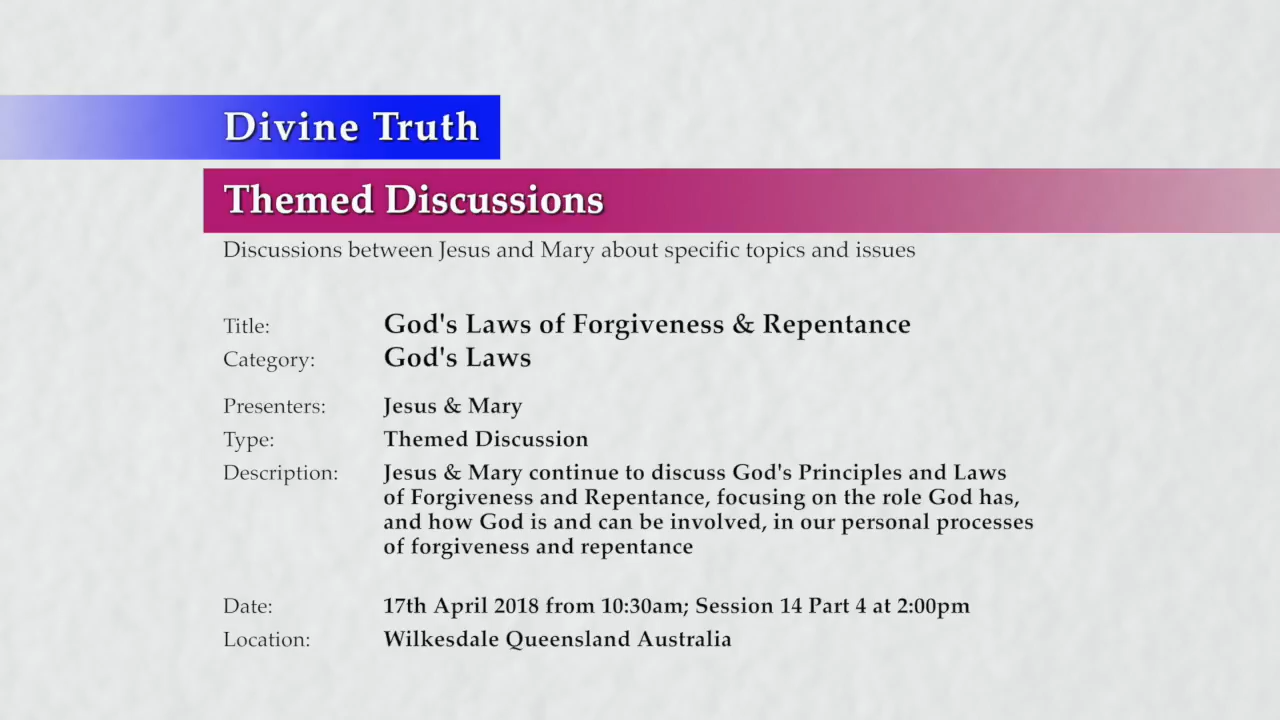 Divine Truth
Themed Discussions
Discussions between Jesus and Mary about specific topics and issues
Title: God's Laws of Forgiveness & Repentance
Category: God's Laws
Presenters: Jesus & Mary
Type: Themed Discussion
Description: Jesus & Mary continue to discuss God's Principles and Laws
of Forgiveness and Repentance, focusing on the role God has,
and how God is and can be involved, in our personal processes
of forgiveness and repentance
Date: 17th April 2018 from 10:30am; Session 14 Part 4 at 2:00pm
Location: Wilkesdale Queensland Australia